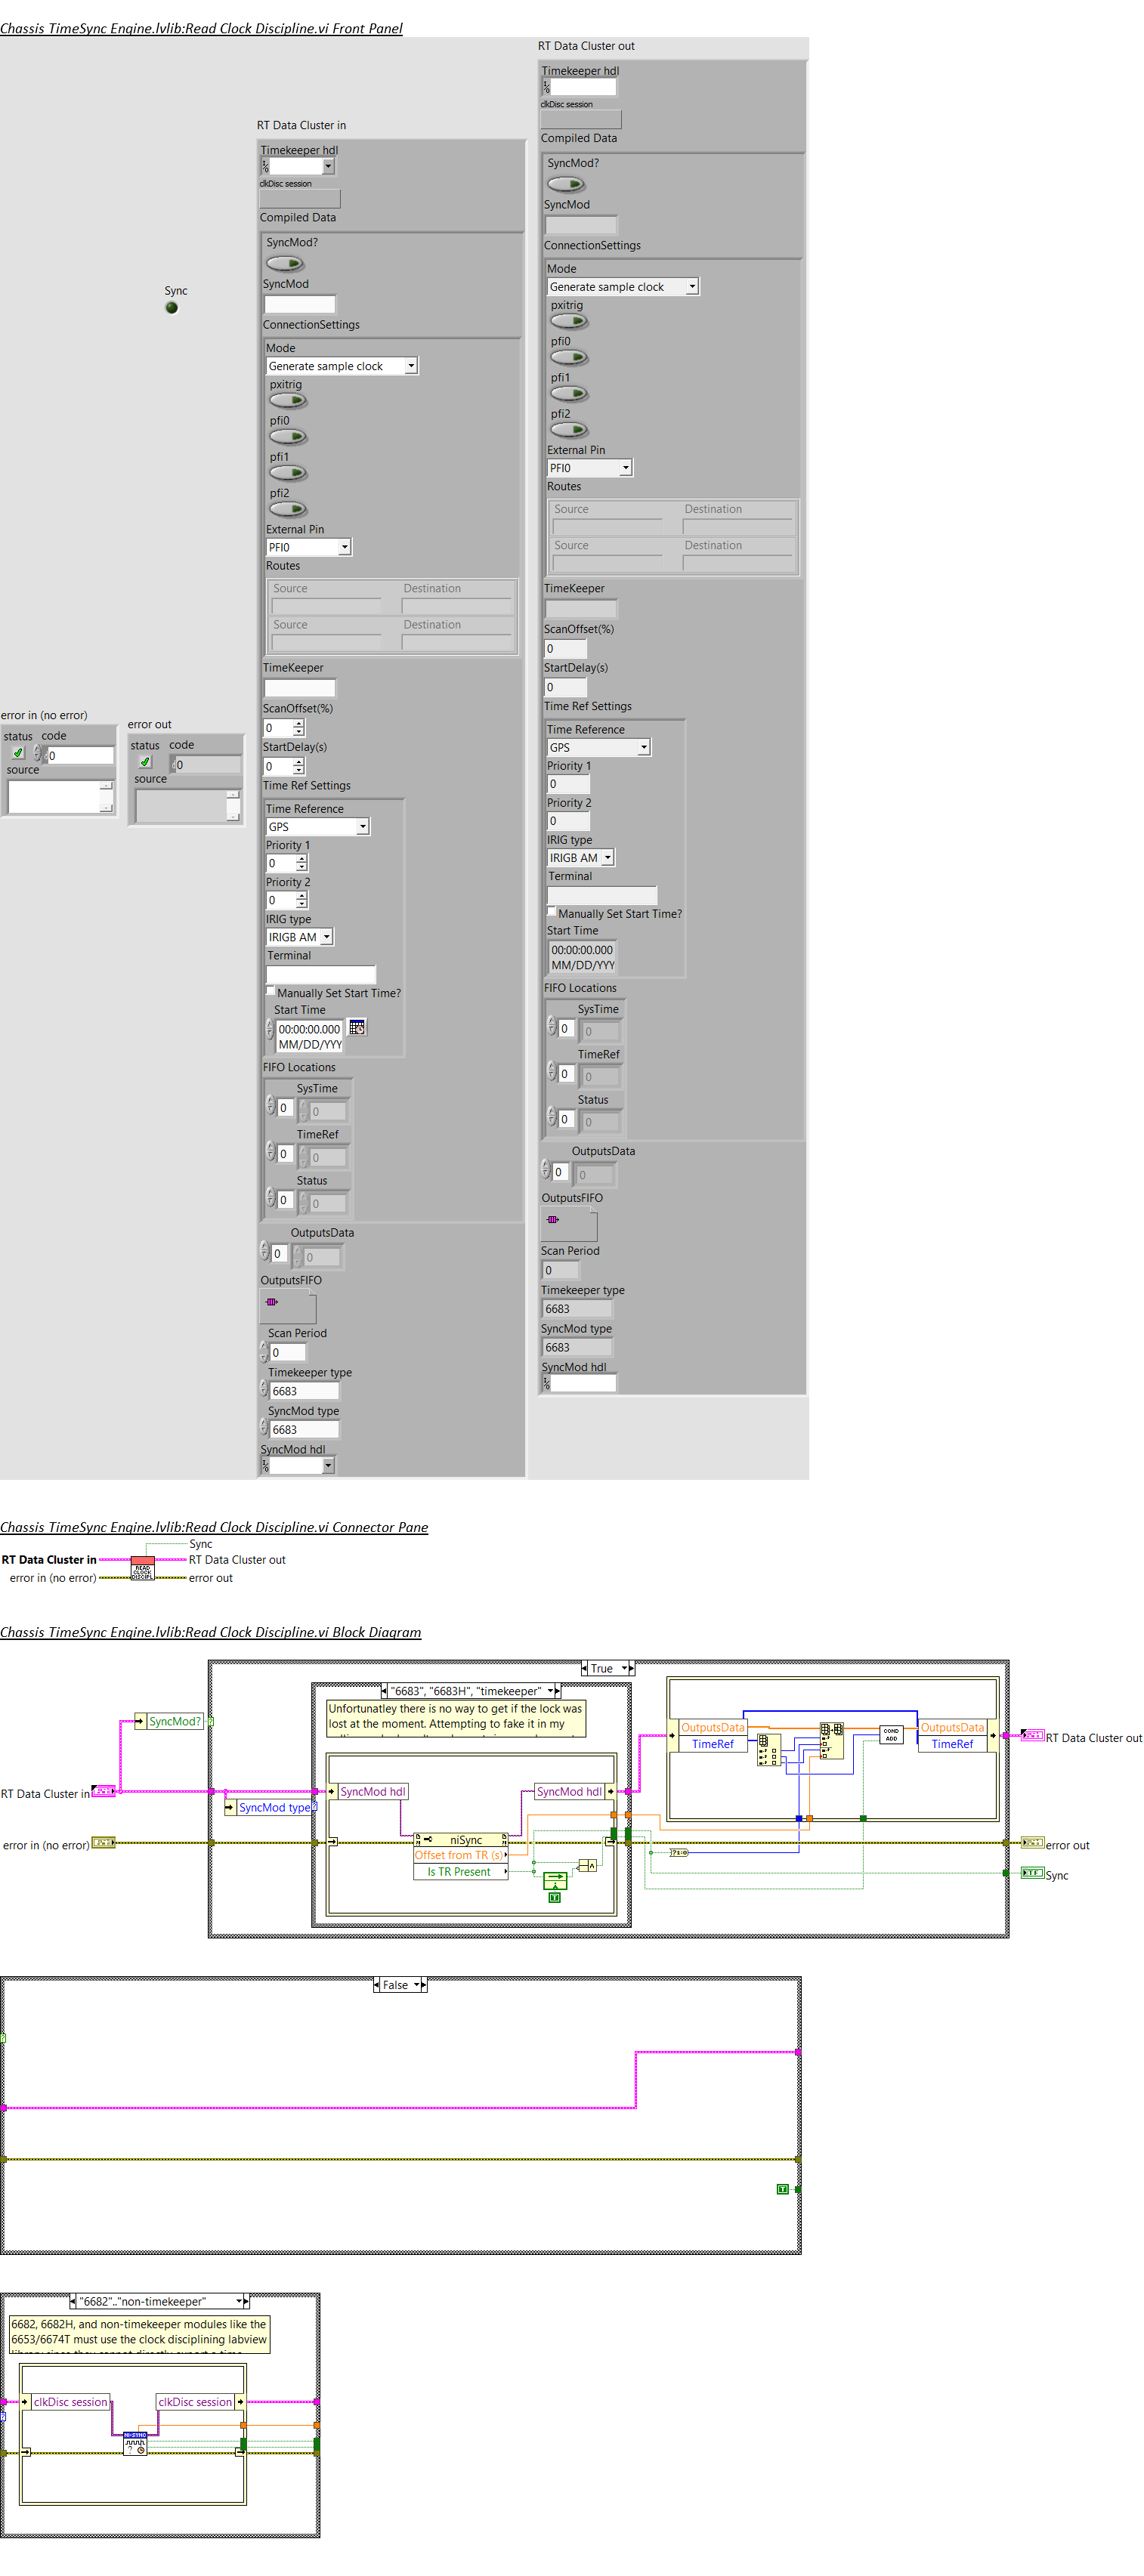 Chassis TimeSync Engine.lvlib:Read Clock Discipline.vi Front Panel
RT Data Cluster out
Timekeeper hdl
clkDisc session
Compiled Data
SyncMod?
SyncMod
ConnectionSettings
Mode
Generate sample clock
pxitrig
pfi0
pfi1
pfi2
External Pin
PFI0
Routes
Source Destination
Source Destination
TimeKeeper
ScanOffset(%)
0
StartDelay(s)
0
Time Ref Settings
Time Reference
GPS
Priority 1
0
Priority 2
0
IRIG type
IRIGB AM
Terminal
Manually Set Start Time?
Start Time
00:00:00.000
MM/DD/YYY
FIFO Locations
SysTime
0 0
TimeRef
0 0
Status
0 0
OutputsData
0 0
OutputsFIFO
Scan Period
0
Timekeeper type
6683
SyncMod type
6683
SyncMod hdl
RT Data Cluster in
Timekeeper hdl
clkDisc session
Compiled Data
SyncMod?
SyncMod
ConnectionSettings
Mode
Generate sample clock
pxitrig
pfi0
pfi1
pfi2
External Pin
PFI0
Routes
Source Destination
Source Destination
TimeKeeper
ScanOffset(%)
0
StartDelay(s)
0
Time Ref Settings
Time Reference
GPS
Priority 1
0
Priority 2
0
IRIG type
IRIGB AM
Terminal
Manually Set Start Time?
Start Time
00:00:00.000
MM/DD/YYY
FIFO Locations
SysTime
0 0
TimeRef
0 0
Status
0 0
OutputsData
0 0
OutputsFIFO
Scan Period
0
Timekeeper type
6683
SyncMod type
6683
SyncMod hdl
Sync
error in (no error)
status code
0
source
error out
status code
0
source
Chassis TimeSync Engine.lvlib:Read Clock Discipline.vi Connector Pane
Sync
RT Data Cluster in RT Data Cluster out
error in (no error) error out
READ
CLOCK
DISCIPL
Chassis TimeSync Engine.lvlib:Read Clock Discipline.vi Block Diagram
True
"6683", "6683H", "timekeeper"
Unfortunatley there is no way to get if the lock was
lost at the moment. Attempting to fake it in my
SyncMod?
RT Data Cluster in
SyncMod type
SyncMod hdl
SyncMod hdl
error in (no error)
niSync
Offset from TR (s)
Is TR Present
T
OutputsData
TimeRef
COND
ADD
OutputsData
TimeRef
?1:0
RT Data Cluster out
error out
TF
Sync
False
T
"6682".."non-timekeeper"
6682, 6682H, and non-timekeeper modules like the
6653/6674T must use the clock disciplining labview
clkDisc session
clkDisc session